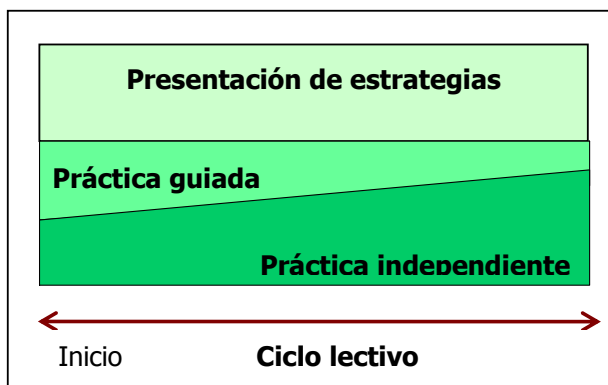 Presentación de estrategias
Práctica guiada
Práctica independiente
Inicio Ciclo lectivo